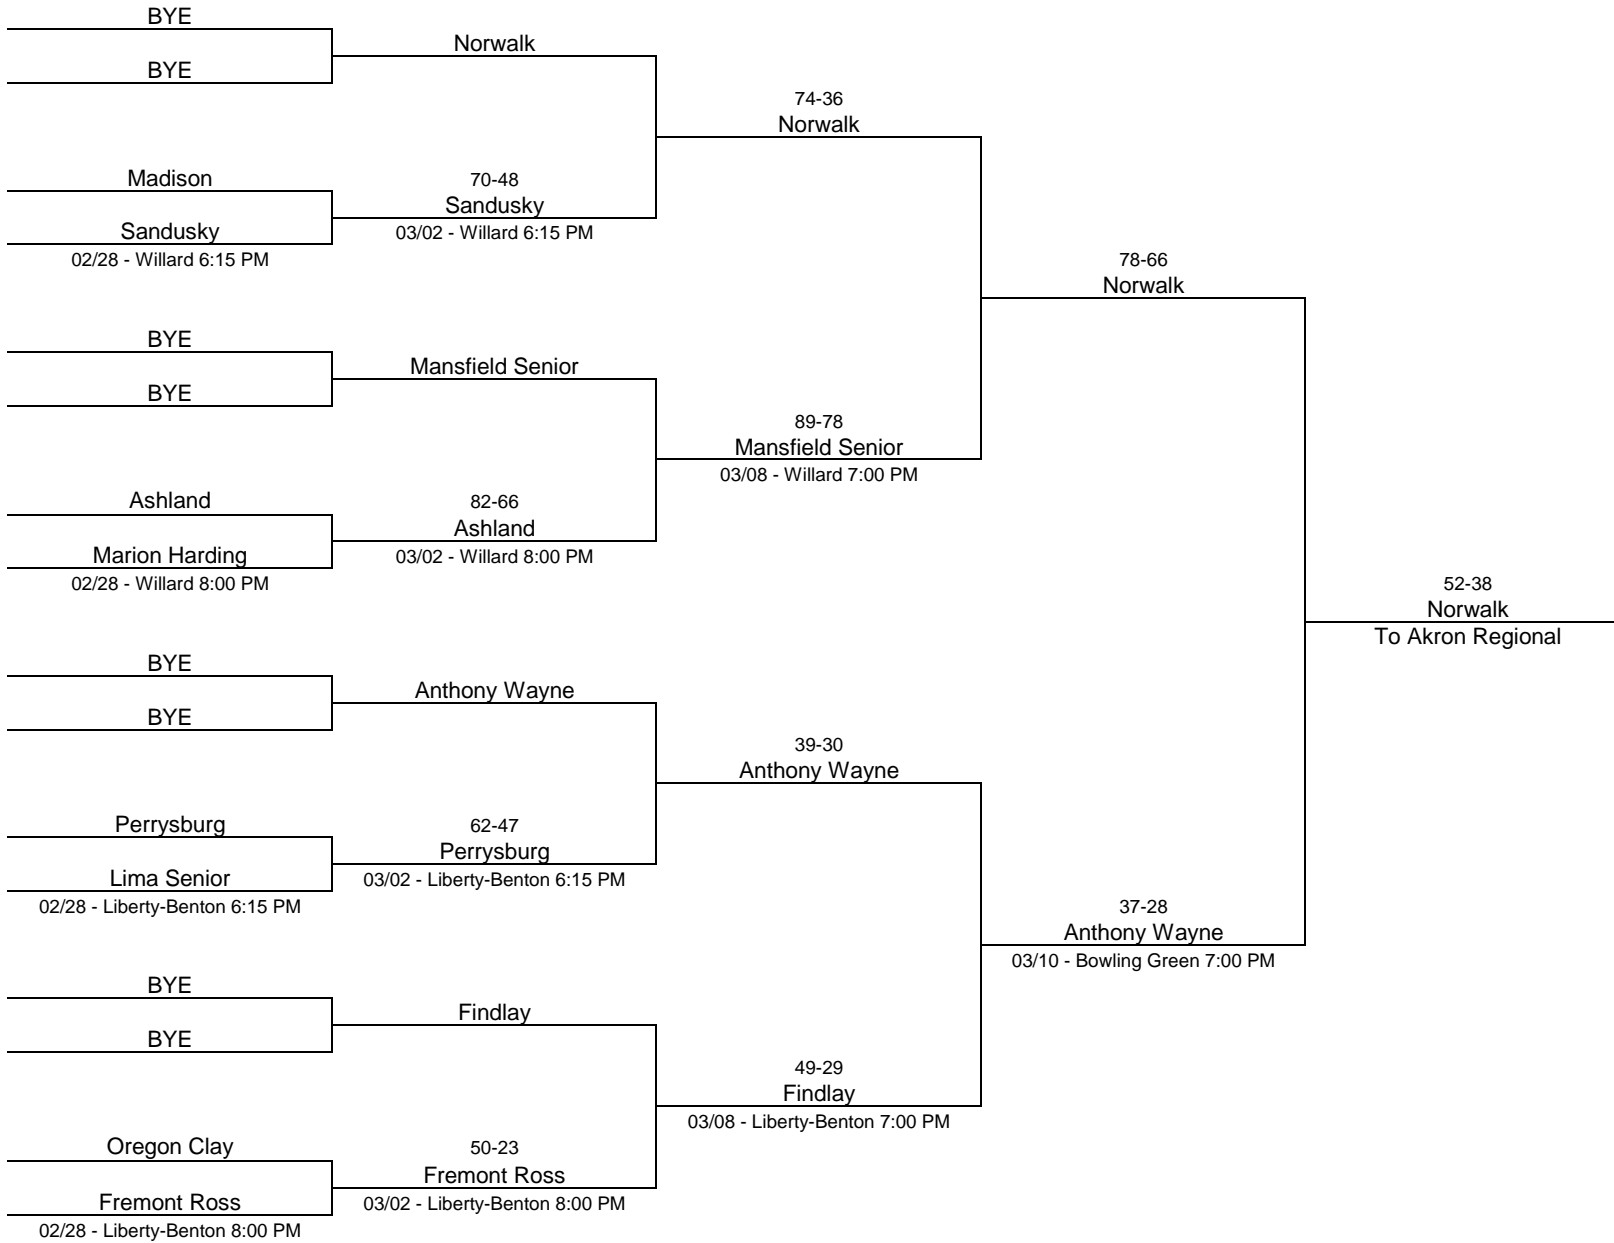 BYE
BYE
Norwalk
74-36
Norwalk
Madison
Sandusky
02/28 - Willard 6:15 PM
70-48
Sandusky
03/02 - Willard 6:15 PM
78-66
Norwalk
BYE
BYE
Mansfield Senior
89-78
Mansfield Senior
03/08 - Willard 7:00 PM
Ashland
Marion Harding
02/28 - Willard 8:00 PM
82-66
Ashland
03/02 - Willard 8:00 PM
52-38
Norwalk
To Akron Regional
BYE
BYE
Anthony Wayne
39-30
Anthony Wayne
Perrysburg
Lima Senior
02/28 - Liberty-Benton 6:15 PM
62-47
Perrysburg
03/02 - Liberty-Benton 6:15 PM
37-28
Anthony Wayne
03/10 - Bowling Green 7:00 PM
BYE
BYE
Findlay
49-29
Findlay
03/08 - Liberty-Benton 7:00 PM
Oregon Clay
Fremont Ross
02/28 - Liberty-Benton 8:00 PM
50-23
Fremont Ross
03/02 - Liberty-Benton 8:00 PM